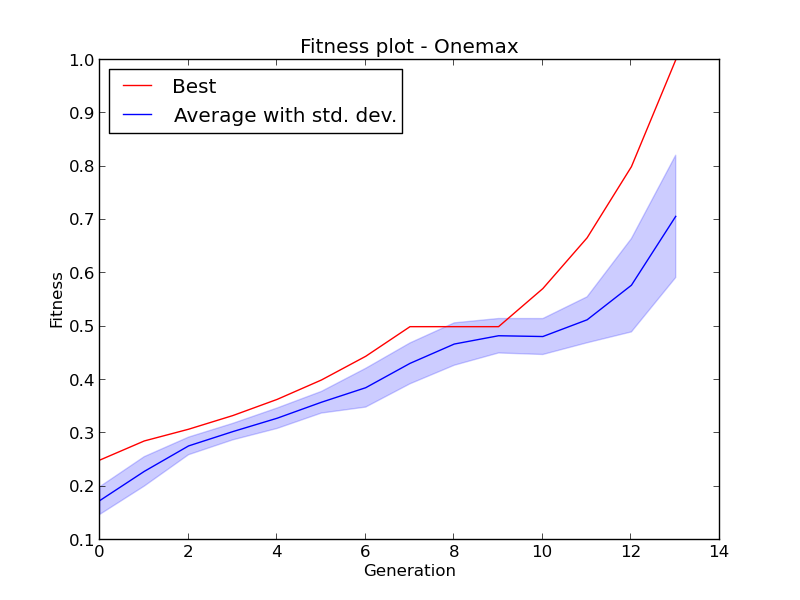 Fitness plot - Onemax
1.0
Best
Average with std. dev.
0.9
0.8
0.7
0.6
0.5
0.4
0.3
0.2
0.1
Fitness
0 2 4 6 8 10 12 14
Generation